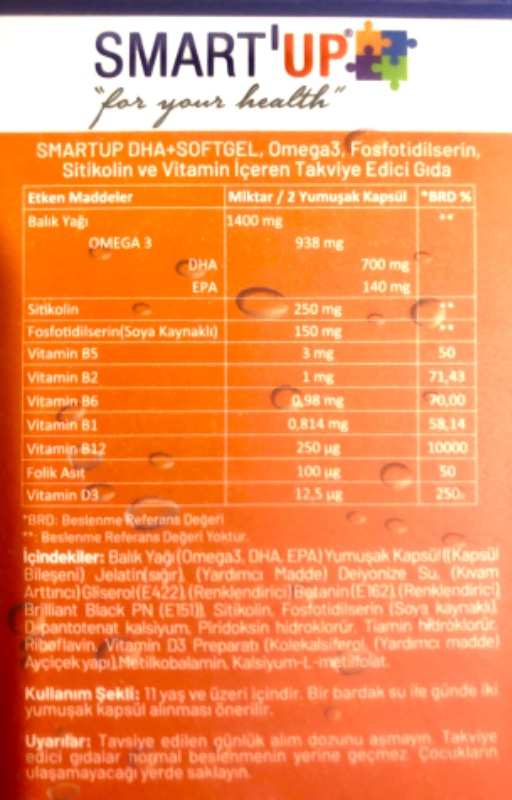 SMART'UP®
"for your health"
SMARTUP DHA+SOFTGEL, Omega3, Fosfotidilserin,
Sitikolin ve Vitamin İçeren Takviye Edici Gıda
Etken Maddeler Miktar / 2 Yumuşak Kapsül *BRD %
Balık Yağı 1400 mg **
OMEGA 3 938 mg
DHA 700 mg
EPA 140 mg
Sitikolin 250 mg **
Fosfotidilserin(Soya Kaynaklı) 150 mg **
Vitamin B5 3 mg 50
Vitamin B2 1 mg 71,43
Vitamin B6 0,98 mg 70,00
Vitamin B1 0,814 mg 58,14
Vitamin B12 250 µg 10000
Folik Asit 100 µg 50
Vitamin D3 12,5 µg 250
*BRD: Beslenme Referans Değeri
**: Beslenme Referans Değeri Yoktur.
İçindekiler: Balık Yağı (Omega3, DHA, EPA) Yumuşak Kapsül ((Kapsül
Bileşeni) Jelatin(sığır), (Yardımcı Madde) Deiyonize Su, (Kıvam
Arttırıcı) Gliserol (E422), (Renklendirici) Betanin (E162), (Renklendirici)
Brilliant Black PN (E151)), Sitikolin, Fosfotidilserin (Soya kaynaklı),
D-pantotenat kalsiyum, Piridoksin hidroklorür, Tiamin hidroklorür,
Riboflavin, Vitamin D3 Preparatı (Kolekalsiferol, (Yardımcı madde)
Ayçiçek yapı), Metilkobalamin, Kalsiyum-L-metilfolat.
Kullanım Şekli: 11 yaş ve üzeri içindir. Bir bardak su ile günde iki
yumuşak kapsül alınması önerilir.
Uyarılar: Tavsiye edilen günlük alım dozunu aşmayın. Takviye
edici gıdalar normal beslenmenin yerine geçmez. Çocukların
ulaşamayacağı yerde saklayın.